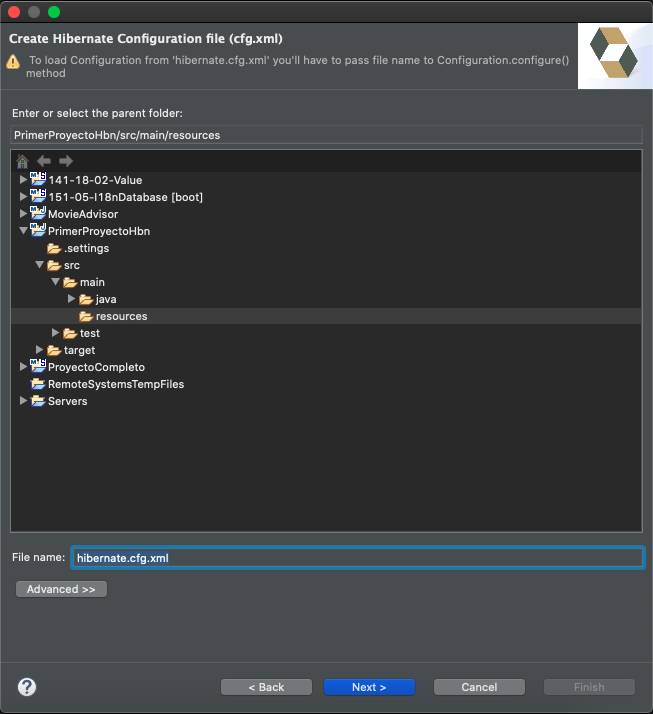 Create Hibernate Configuration file (cfg.xml)
To load Configuration from 'hibernate.cfg.xml' you'll have to pass file name to Configuration.configure()
method
Enter or select the parent folder:
PrimerProyectoHbn/src/main/resources
141-18-02-Value
151-05-I18nDatabase [boot]
MovieAdvisor
PrimerProyectoHbn
.settings
src
main
java
resources
test
target
ProyectoCompleto
RemoteSystemsTempFiles
Servers
File name: hibernate.cfg.xml
Advanced >>
? < Back Next > Cancel Finish